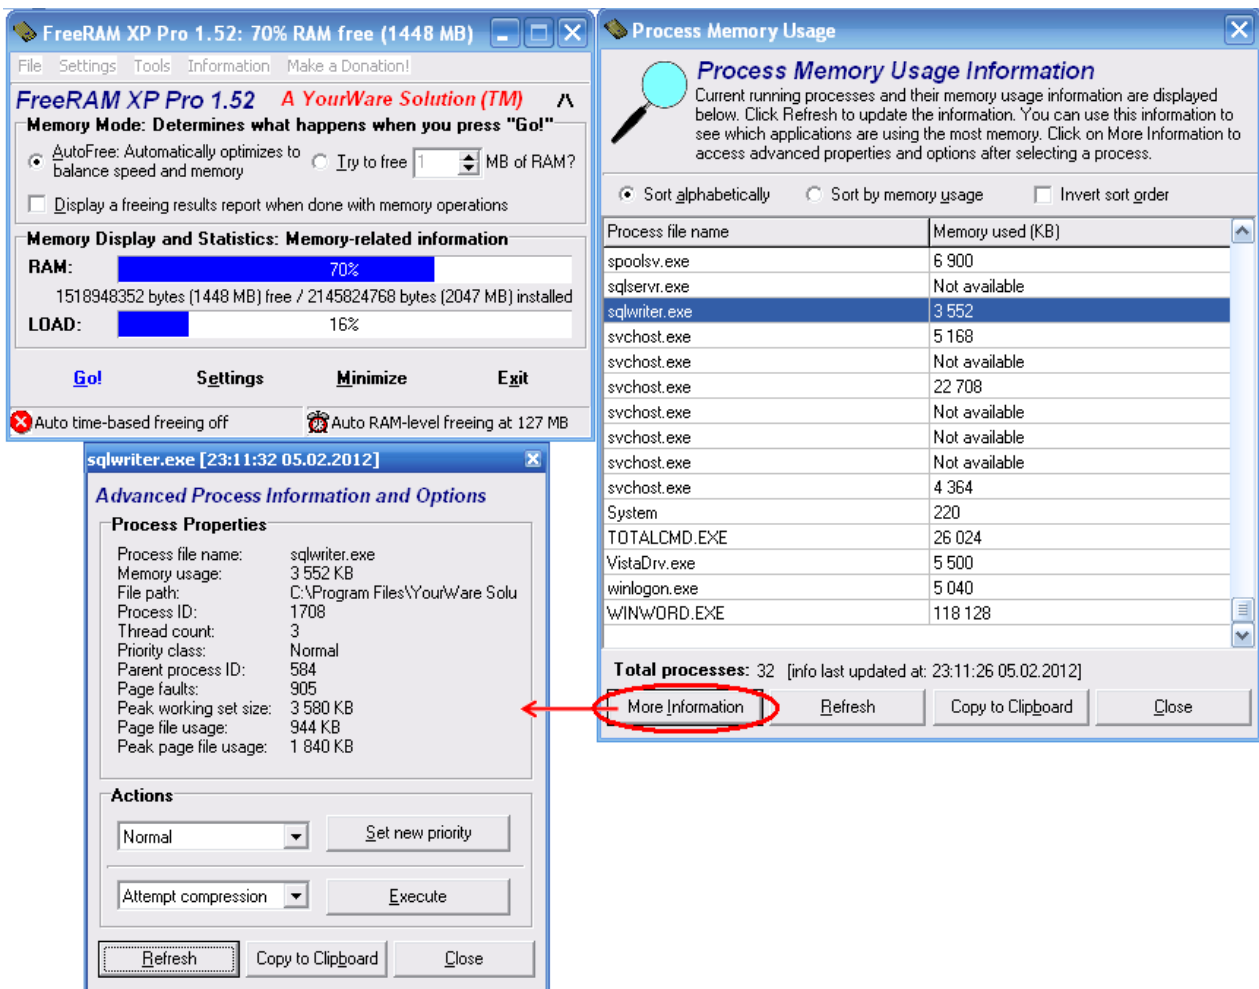 FreeRAM XP Pro 1.52: 70% RAM free (1448 MB)
File Settings Tools Information Make a Donation!
FreeRAM XP Pro 1.52 A YourWare Solution (TM) /\
Memory Mode: Determines what happens when you press "Go!"
AutoFree: Automatically optimizes to
balance speed and memory
Try to free 1 MB of RAM?
Display a freeing results report when done with memory operations
Memory Display and Statistics: Memory-related information
RAM: 70%
1518948352 bytes (1448 MB) free / 2145824768 bytes (2047 MB) installed
LOAD: 16%
Go! Settings Minimize Exit
Auto time-based freeing off Auto RAM-level freeing at 127 MB
Process Memory Usage
Process Memory Usage Information
Current running processes and their memory usage information are displayed
below. Click Refresh to update the information. You can use this information to
see which applications are using the most memory. Click on More Information to
access advanced properties and options after selecting a process.
Sort alphabetically Sort by memory usage Invert sort order
Process file name Memory used (KB)
spoolsv.exe 6 900
sqlservr.exe Not available
sqlwriter.exe 3 552
svchost.exe 5 168
svchost.exe Not available
svchost.exe 22 708
svchost.exe Not available
svchost.exe Not available
svchost.exe Not available
svchost.exe 4 364
System 220
TOTALCMD.EXE 26 024
VistaDrv.exe 5 500
winlogon.exe 5 040
WINWORD.EXE 118 128
Total processes: 32 [info last updated at: 23:11:26 05.02.2012]
More Information Refresh Copy to Clipboard Close
sqlwriter.exe [23:11:32 05.02.2012]
Advanced Process Information and Options
Process Properties
Process file name: sqlwriter.exe
Memory usage: 3 552 KB
File path: C:\Program Files\YourWare Solu
Process ID: 1708
Thread count: 3
Priority class: Normal
Parent process ID: 584
Page faults: 905
Peak working set size: 3 580 KB
Page file usage: 944 KB
Peak page file usage: 1 840 KB
Actions
Normal Set new priority
Attempt compression Execute
Refresh Copy to Clipboard Close